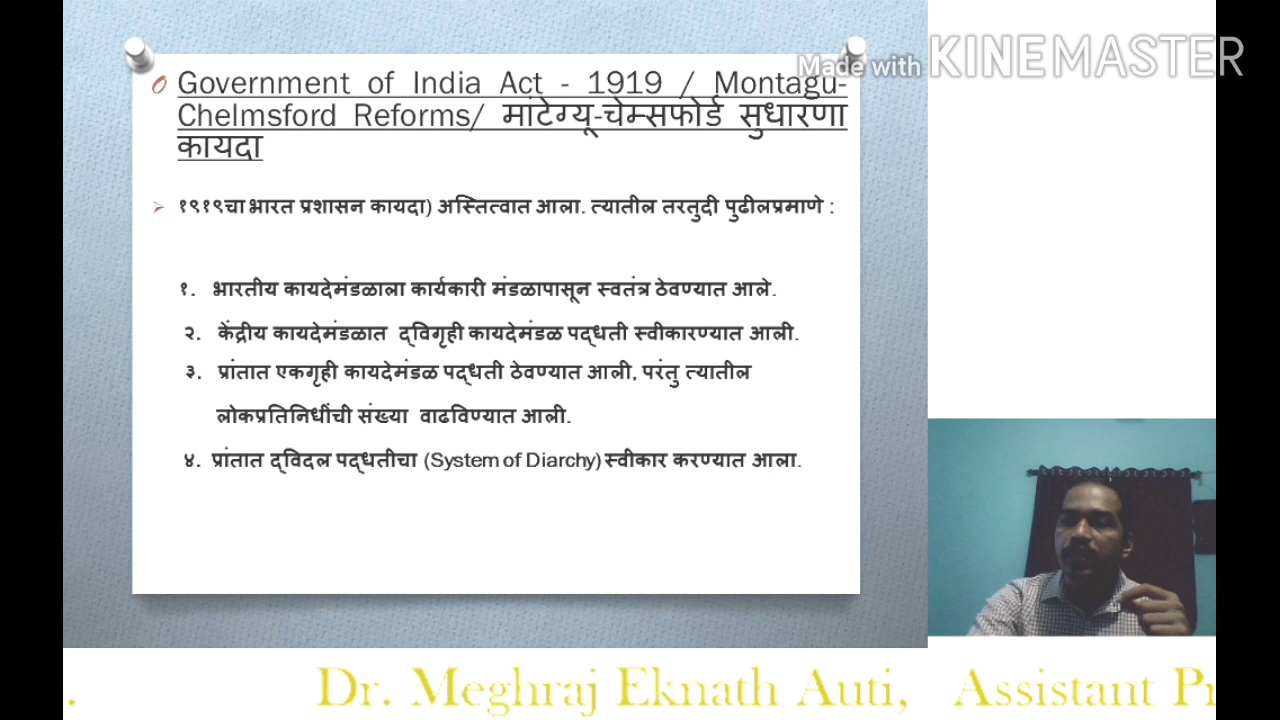 Made with KINEMASTER
Government of India Act - 1919 / Montagu-
Chelmsford Reforms/ मांटेग्यू-चेम्सफोर्ड सुधारणा
कायदा
१९१९चा भारत प्रशासन कायदा) अस्तित्वात आला. त्यातील तरतुदी पुढीलप्रमाणे :
१. भारतीय कायदेमंडळाला कार्यकारी मंडळापासून स्वतंत्र ठेवण्यात आले.
२. केंद्रीय कायदेमंडळात द्विगृही कायदेमंडळ पद्धती स्वीकारण्यात आली.
३. प्रांतात एकगृही कायदेमंडळ पद्धती ठेवण्यात आली, परंतु त्यातील
लोकप्रतिनिधींची संख्या वाढविण्यात आली.
४. प्रांतात द्विदल पद्धतीचा (System of Diarchy) स्वीकार करण्यात आला.
. Dr. Meghraj Eknath Auti, Assistant Pr